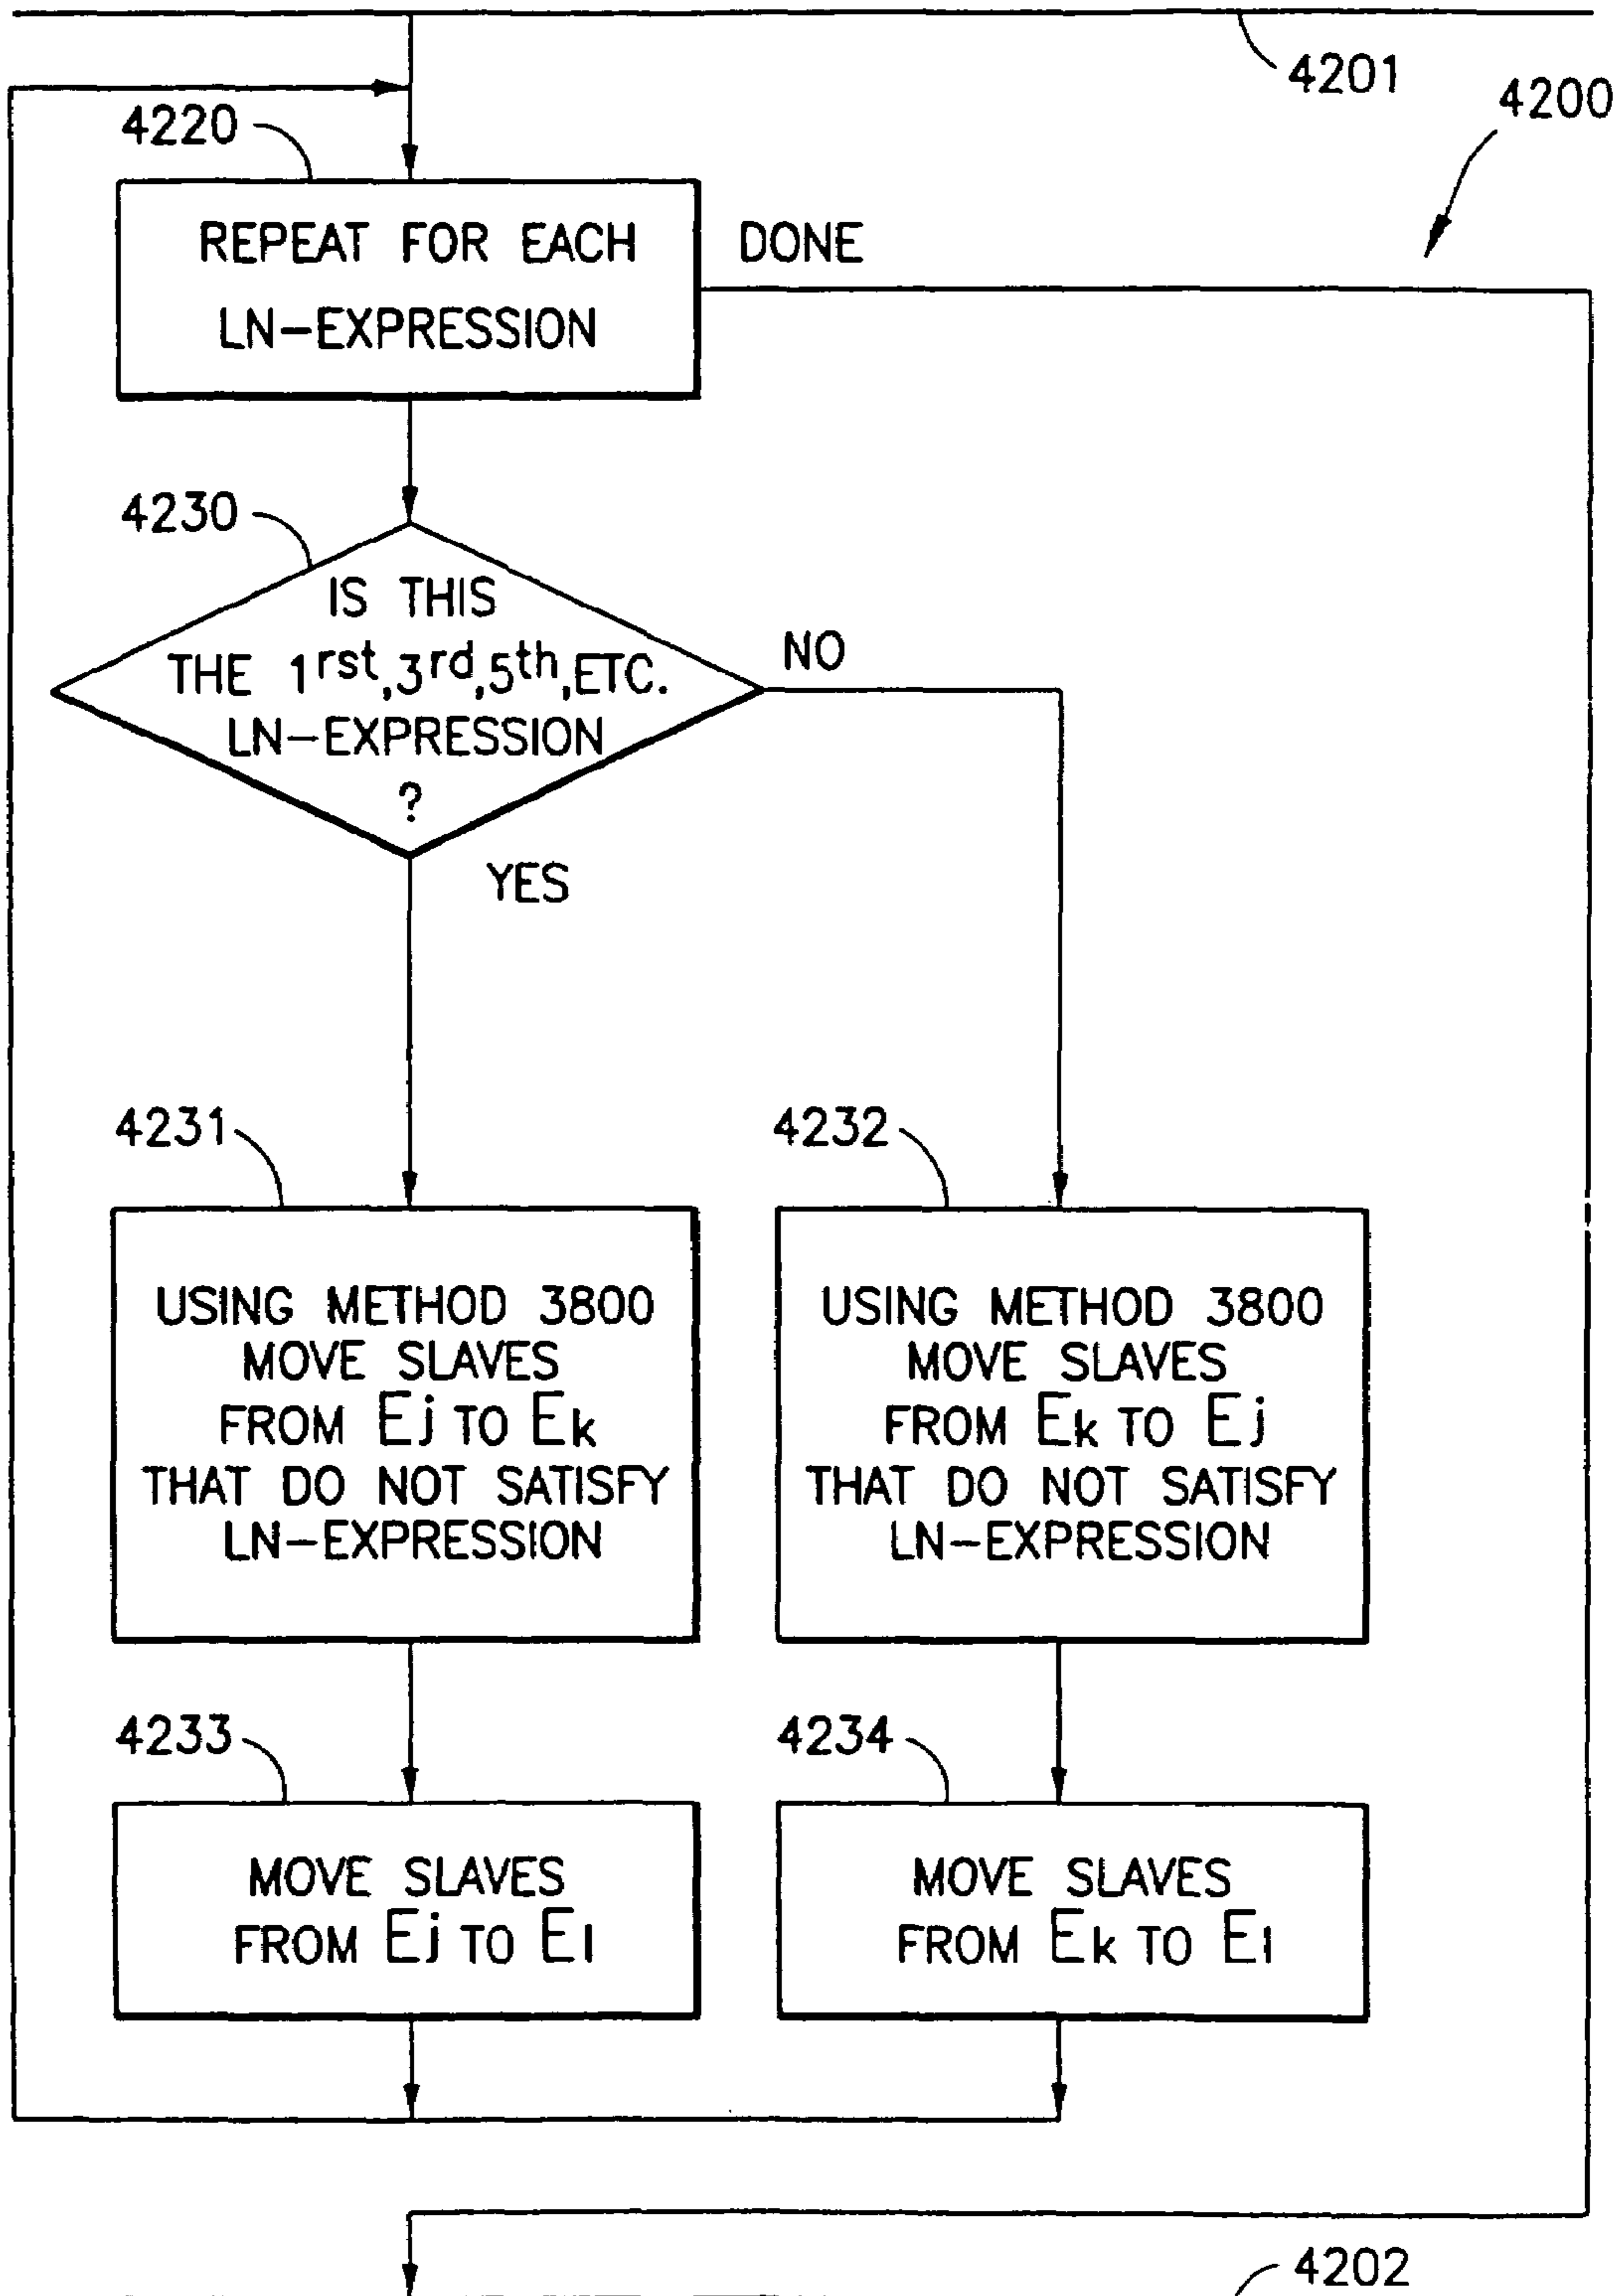 4201
4200
4220
REPEAT FOR EACH
LN-EXPRESSION
DONE
4230
IS THIS
THE 1rst,3rd,5th,ETC.
LN-EXPRESSION
?
NO
YES
4231
USING METHOD 3800
MOVE SLAVES
FROM Ej TO Ek
THAT DO NOT SATISFY
LN-EXPRESSION
4232
USING METHOD 3800
MOVE SLAVES
FROM Ek TO Ej
THAT DO NOT SATISFY
LN-EXPRESSION
4233
MOVE SLAVES
FROM Ej TO El
4234
MOVE SLAVES
FROM Ek TO El
4202